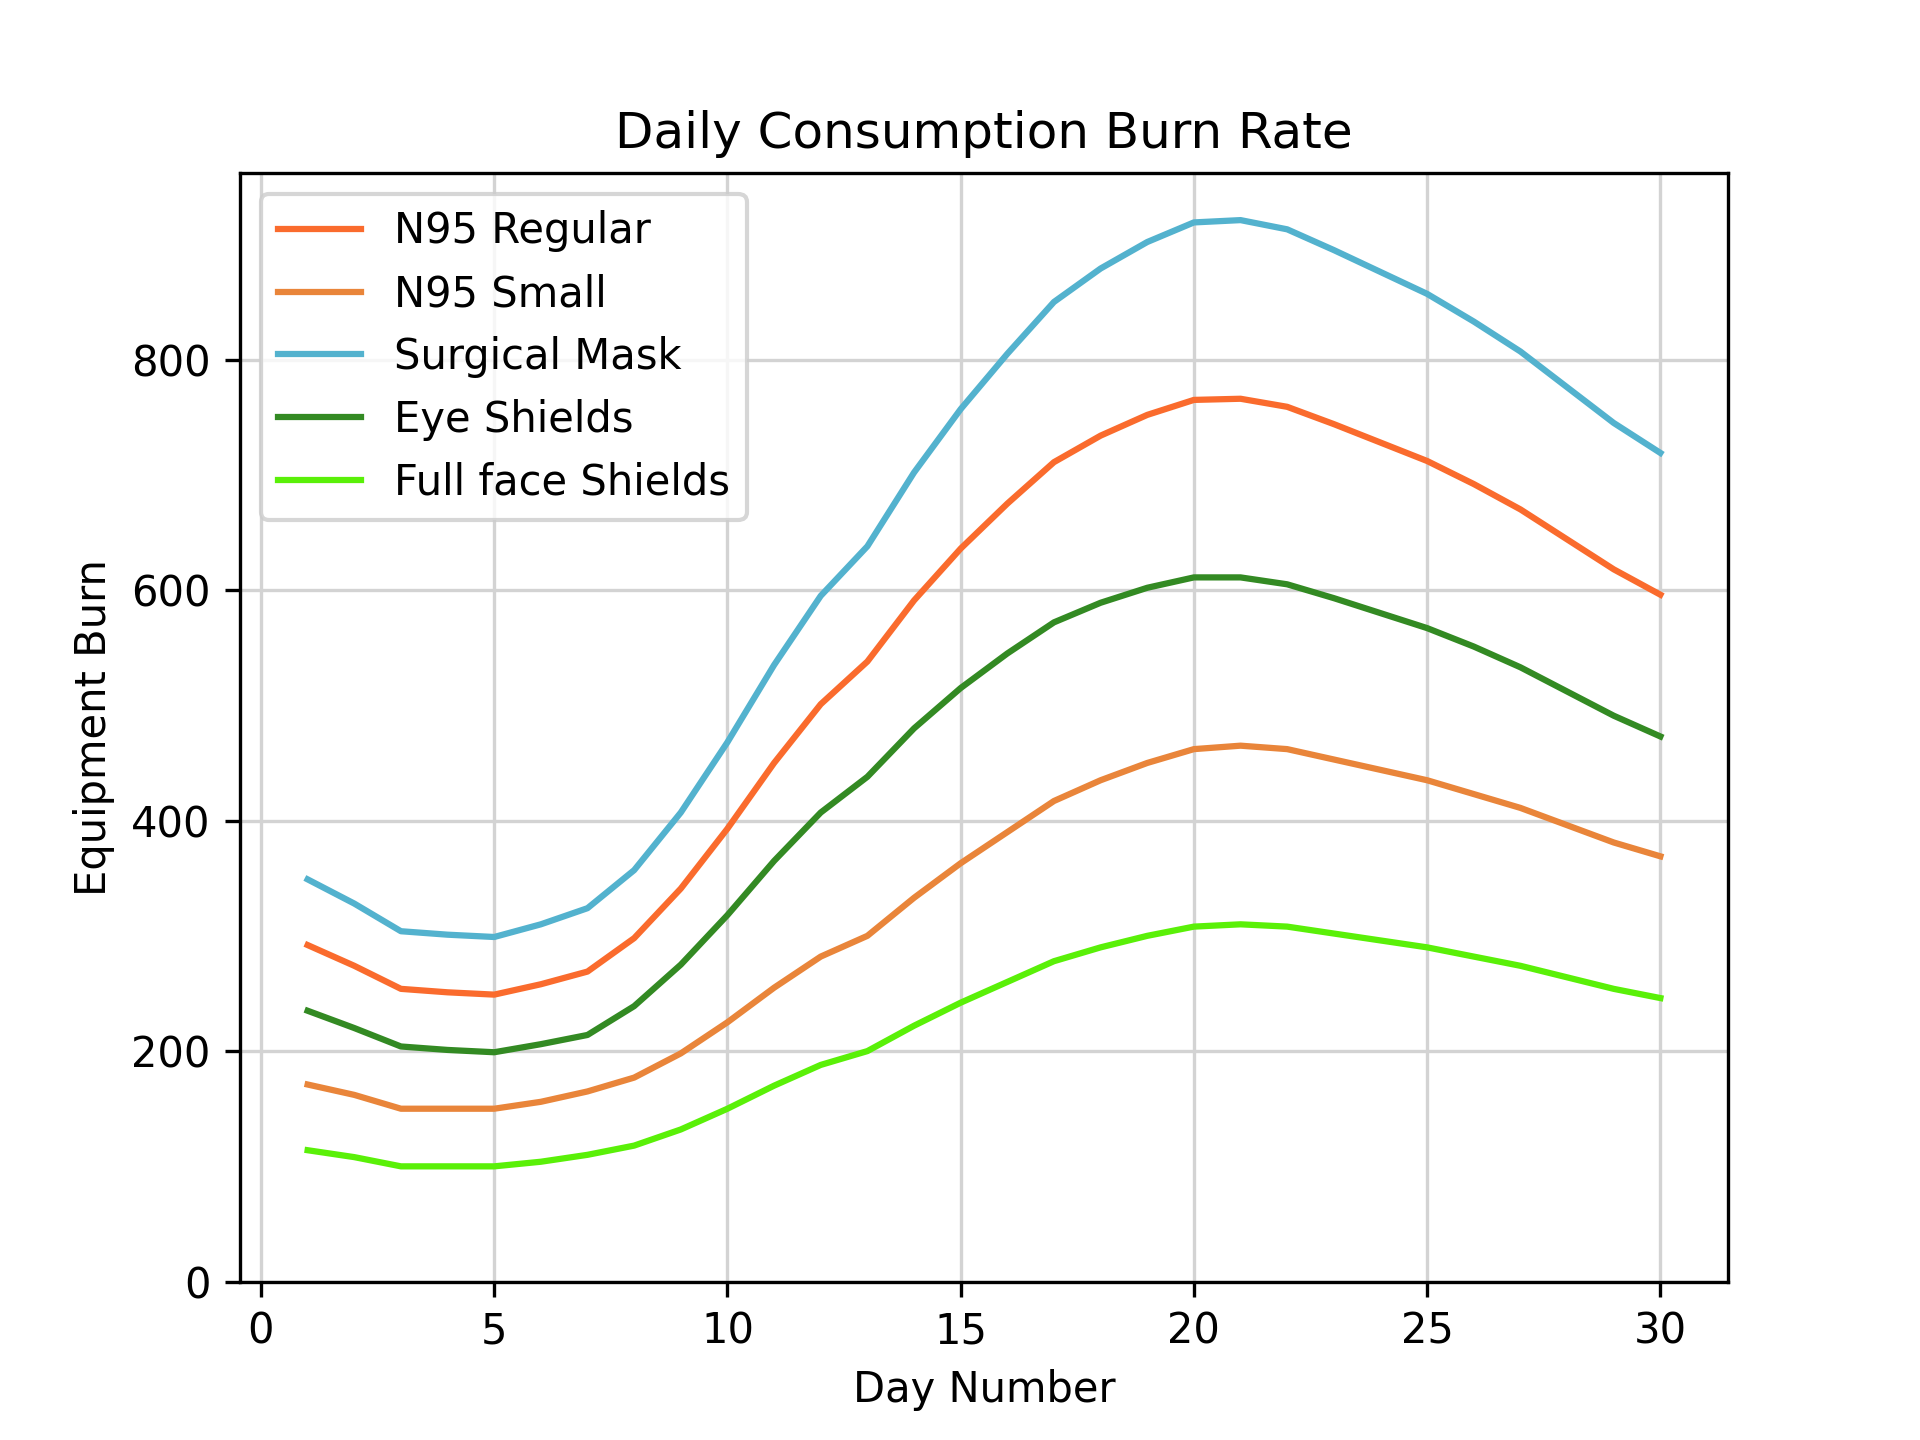 Daily Consumption Burn Rate
N95 Regular
N95 Small
Surgical Mask
Eye Shields
Full face Shields
Equipment Burn
800
600
400
200
0
0 5 10 15 20 25 30
Day Number